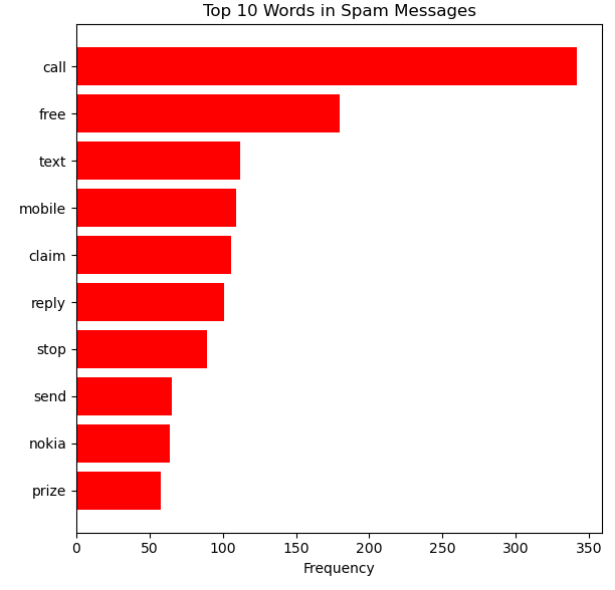 Top 10 Words in Spam Messages
call
free
text
mobile
claim
reply
stop
send
nokia
prize
0 50 100 150 200 250 300 350
Frequency